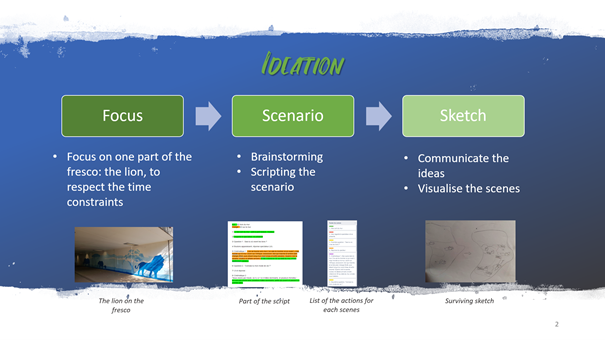 IDEATION
Focus
Scenario
Sketch
• Focus on one part of the
fresco: the lion, to
respect the time
constraints
• Brainstorming
• Scripting the
scenario
• Communicate the
ideas
• Visualise the scenes
The lion on the
fresco
Part of the script
List of the actions for
each scenes
Surviving sketch
2